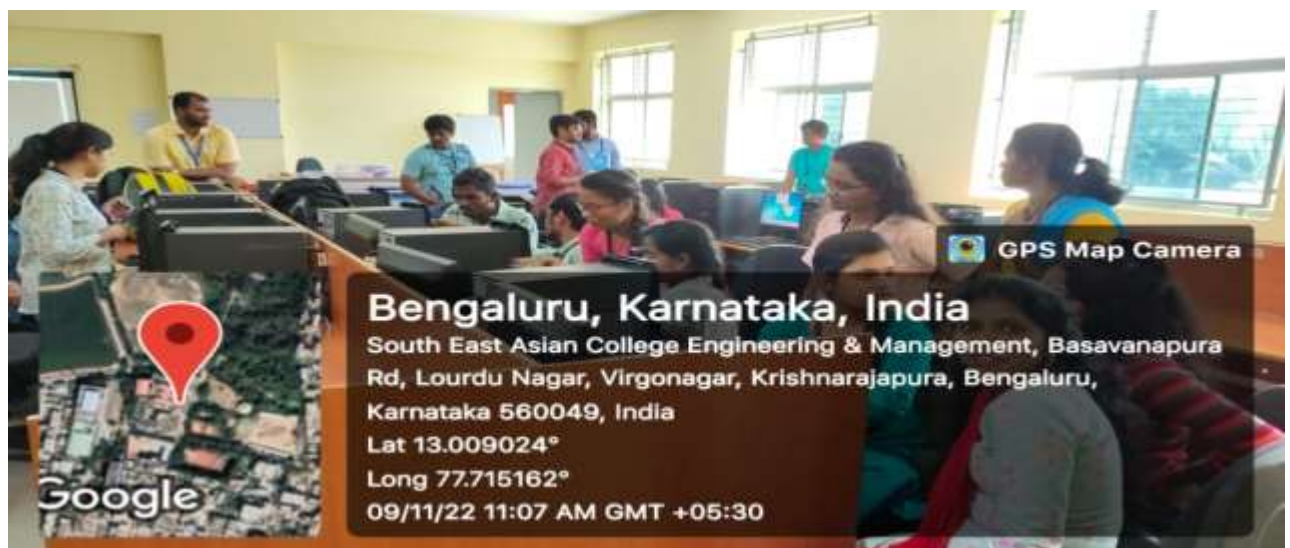 GPS Map Camera
Bengaluru, Karnataka, India
South East Asian College Engineering & Management, Basavanapura
Rd, Lourdu Nagar, Virgonagar, Krishnarajapura, Bengaluru,
Karnataka 560049, India
Lat 13.009024°
Long 77.715162°
09/11/22 11:07 AM GMT +05:30
Google